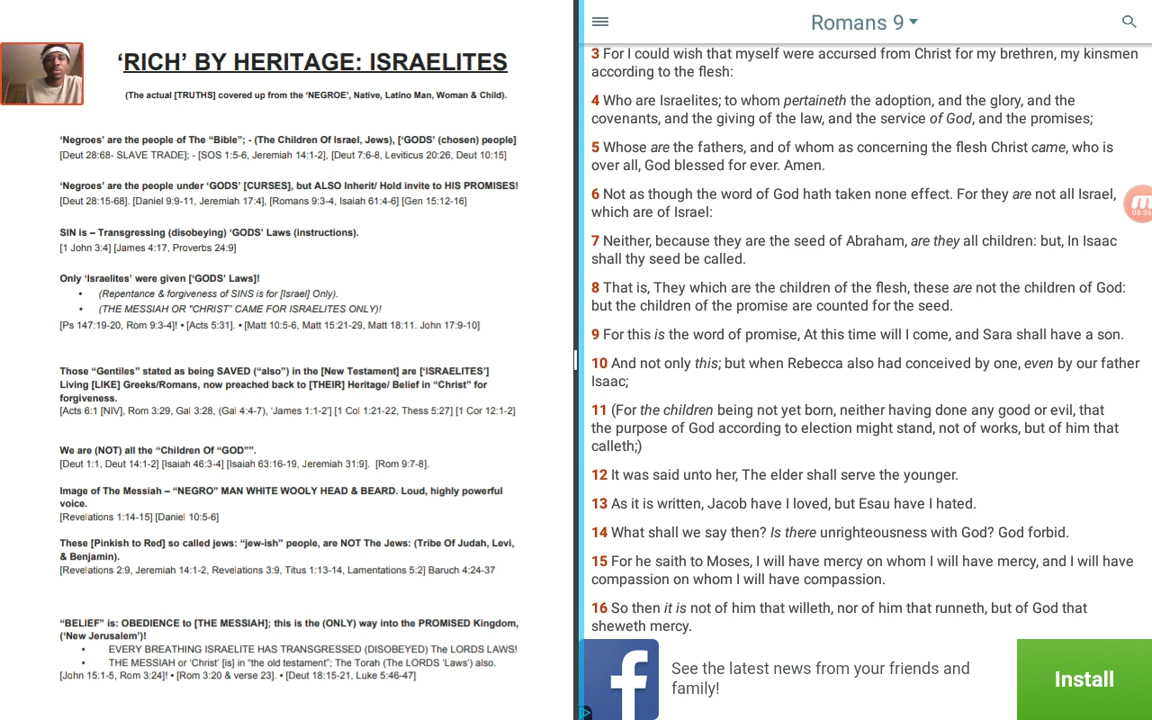 'RICH' BY HERITAGE: ISRAELITES
(The actual [TRUTHS] covered up from the 'NEGROE', Native, Latino Man, Woman & Child).
'Negroes' are the people of The "Bible"; - (The Children Of Israel, Jews), ['GODS' (chosen) people]
[Deut 28:68- SLAVE TRADE]; - [SOS 1:5-6, Jeremiah 14:1-2], [Deut 7:6-8, Leviticus 20:26, Deut 10:15]
'Negroes' are the people under 'GODS' [CURSES], but ALSO Inherit/ Hold invite to HIS PROMISES!
[Deut 28:15-68]. [Daniel 9:9-11, Jeremiah 17:4], [Romans 9:3-4, Isaiah 61:4-6] [Gen 15:12-16]
SIN is – Transgressing (disobeying) 'GODS' Laws (instructions).
[1 John 3:4] [James 4:17, Proverbs 24:9]
Only 'Israelites' were given ['GODS' Laws]!
• (Repentance & forgiveness of SINS is for [Israel] Only).
• (THE MESSIAH OR "CHRIST" CAME FOR ISRAELITES ONLY)!
[Ps 147:19-20, Rom 9:3-4]! • [Acts 5:31]. • [Matt 10:5-6, Matt 15:21-29, Matt 18:11. John 17:9-10]
Those "Gentiles" stated as being SAVED ("also") in the [New Testament] are ['ISRAELITES']
Living [LIKE] Greeks/Romans, now preached back to [THEIR] Heritage/ Belief in "Christ" for
forgiveness.
[Acts 6:1 [NIV], Rom 3:29, Gal 3:28, (Gal 4:4-7), 'James 1:1-2'] [1 Col 1:21-22, Thess 5:27] [1 Cor 12:1-2]
We are (NOT) all the "Children Of "GOD"".
[Deut 1:1, Deut 14:1-2] [Isaiah 46:3-4] [Isaiah 63:16-19, Jeremiah 31:9]. [Rom 9:7-8].
Image of The Messiah – "NEGRO" MAN WHITE WOOLY HEAD & BEARD. Loud, highly powerful
voice.
[Revelations 1:14-15] [Daniel 10:5-6]
These [Pinkish to Red] so called jews: "jew-ish" people, are NOT The Jews: (Tribe Of Judah, Levi,
& Benjamin).
[Revelations 2:9, Jeremiah 14:1-2, Revelations 3:9, Titus 1:13-14, Lamentations 5:2] Baruch 4:24-37
"BELIEF" is: OBEDIENCE to [THE MESSIAH]; this is the (ONLY) way into the PROMISED Kingdom,
('New Jerusalem')!
• EVERY BREATHING ISRAELITE HAS TRANSGRESSED (DISOBEYED) The LORDS LAWS!
• THE MESSIAH or 'Christ' [is] in "the old testament"; The Torah (The LORDS 'Laws') also.
[John 15:1-5, Rom 3:24]! • [Rom 3:20 & verse 23]. • [Deut 18:15-21, Luke 5:46-47]
Romans 9
3 For I could wish that myself were accursed from Christ for my brethren, my kinsmen
according to the flesh:
4 Who are Israelites; to whom pertaineth the adoption, and the glory, and the
covenants, and the giving of the law, and the service of God, and the promises;
5 Whose are the fathers, and of whom as concerning the flesh Christ came, who is
over all, God blessed for ever. Amen.
6 Not as though the word of God hath taken none effect. For they are not all Israel,
which are of Israel:
7 Neither, because they are the seed of Abraham, are they all children: but, In Isaac
shall thy seed be called.
8 That is, They which are the children of the flesh, these are not the children of God:
but the children of the promise are counted for the seed.
9 For this is the word of promise, At this time will I come, and Sara shall have a son.
10 And not only this; but when Rebecca also had conceived by one, even by our father
Isaac;
11 (For the children being not yet born, neither having done any good or evil, that
the purpose of God according to election might stand, not of works, but of him that
calleth;)
12 It was said unto her, The elder shall serve the younger.
13 As it is written, Jacob have I loved, but Esau have I hated.
14 What shall we say then? Is there unrighteousness with God? God forbid.
15 For he saith to Moses, I will have mercy on whom I will have mercy, and I will have
compassion on whom I will have compassion.
16 So then it is not of him that willeth, nor of him that runneth, but of God that
sheweth mercy.
See the latest news from your friends and
family!
Install